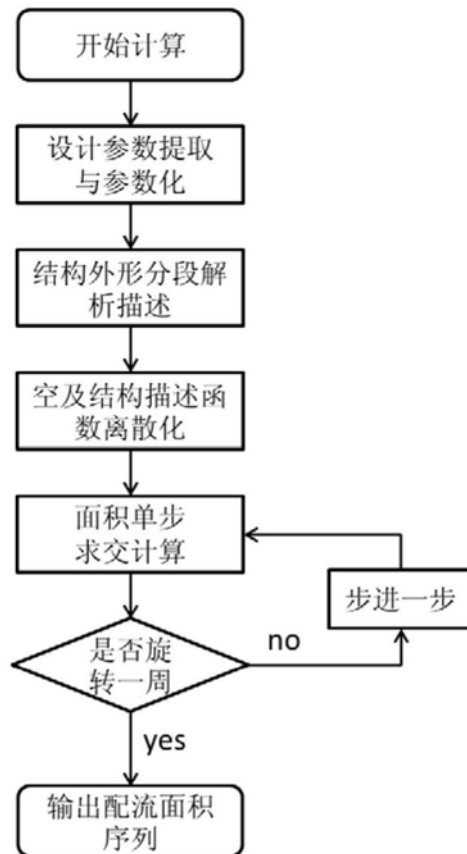 开始计算
设计参数提取
与参数化
结构外形分段解
析描述
空及结构描述函
数离散化
面积单步
求交计算
步进一步
是否旋
转一周
no
yes
输出配流面积
序列